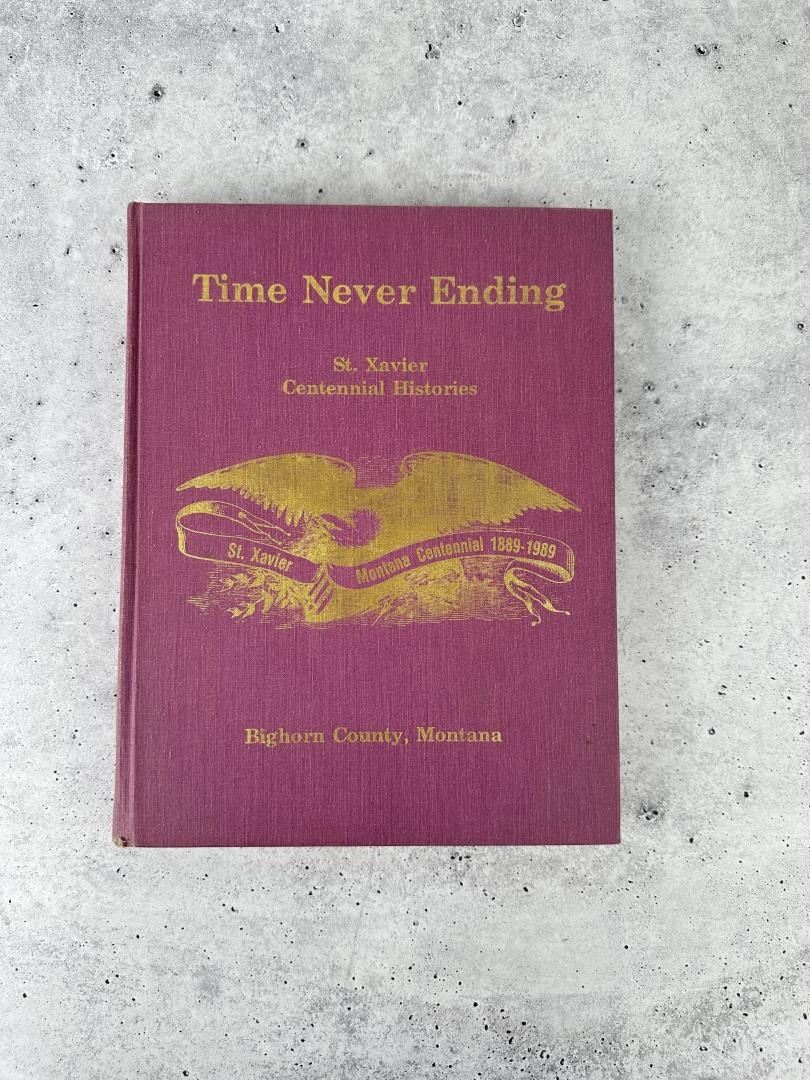 Time Never Ending
St. Xavier
Centennial Histories
St. Xavier
Montana Centennial 1889-1989
Bighorn County, Montana